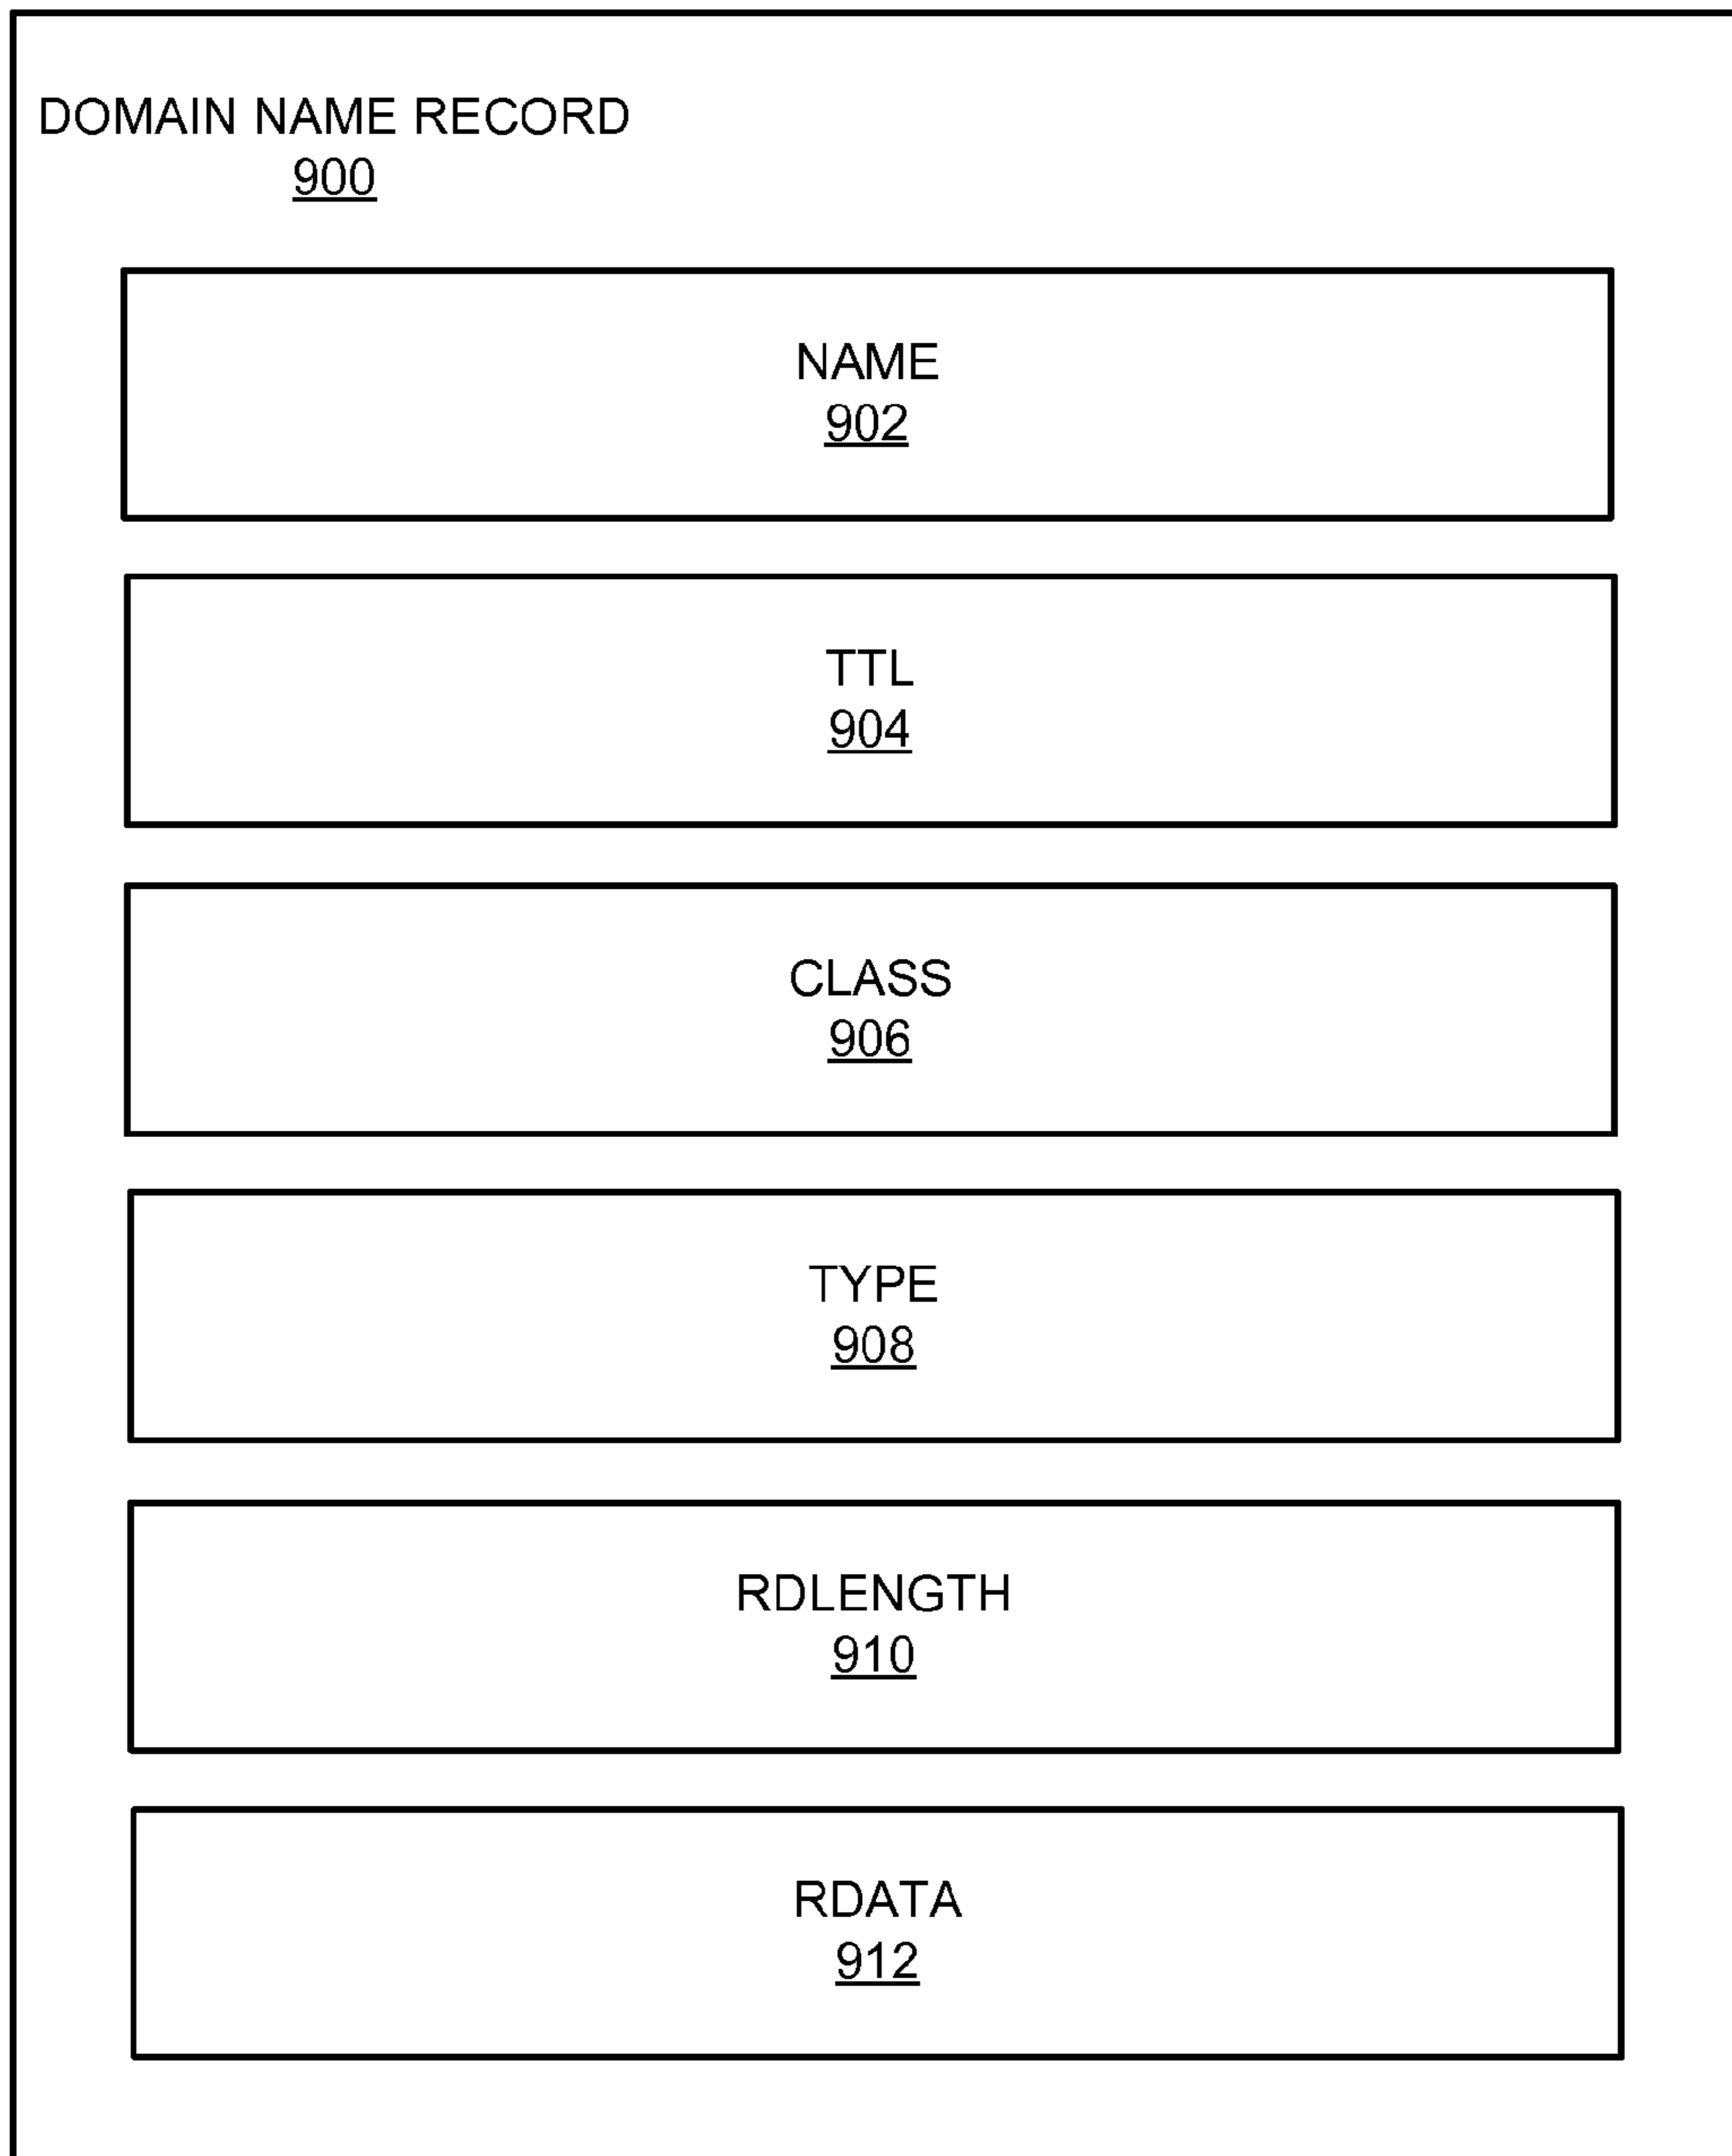 DOMAIN NAME RECORD
900
NAME
902
TTL
904
CLASS
906
TYPE
908
RDLENGTH
910
RDATA
912